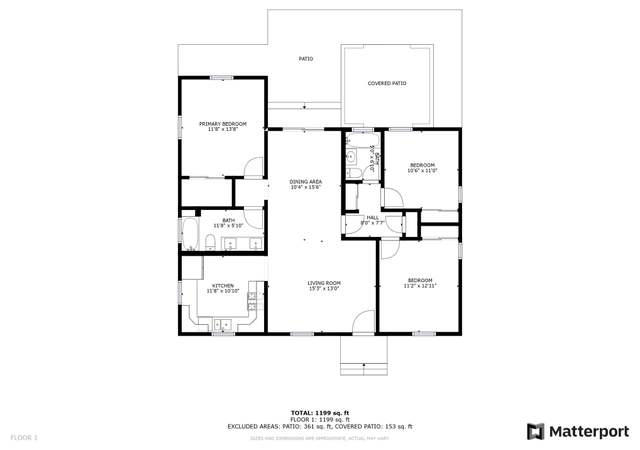 PATIO
COVERED PATIO
PRIMARY BEDROOM
11'8" x 13'8"
DINING AREA
10'4" x 15'6"
BATH
BEDROOM
10'6" x 11'0"
BATH
11'8" x 5'10"
HALL
8'0" x 7'7"
KITCHEN
11'8" x 10'10"
LIVING ROOM
15'3" x 13'0"
BEDROOM
11'2" x 12'11"
TOTAL: 1199 sq. ft
FLOOR 1: 1199 sq. ft
EXCLUDED AREAS: PATIO: 361 sq. ft, COVERED PATIO: 153 sq. ft
SIZES AND DIMENSIONS ARE APPROXIMATE, ACTUAL MAY VARY.
FLOOR 1
Matterport